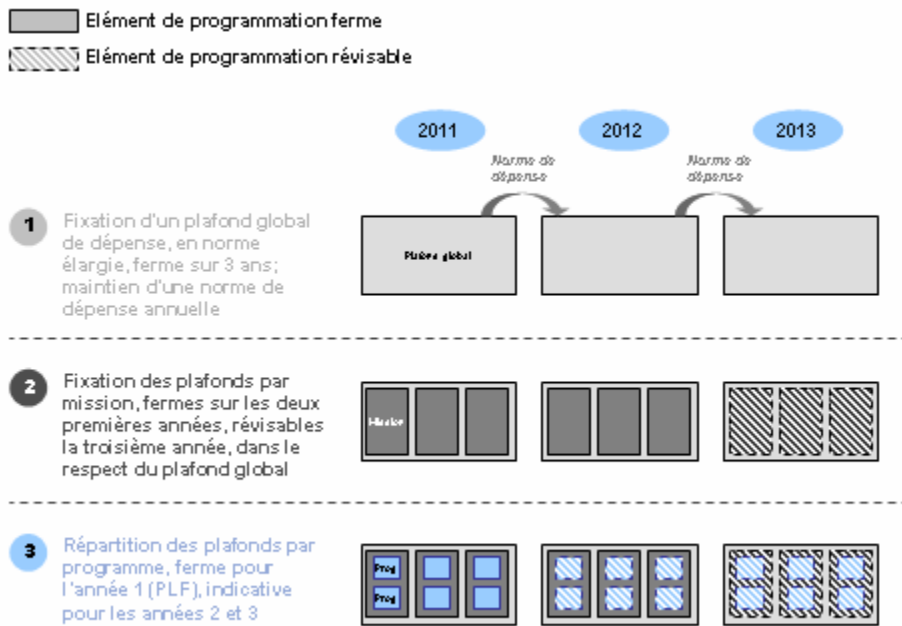 Elément de programmation ferme
Elément de programmation révisable
2011
2012
2013
Norme de
dépense
Norme de
dépense
1
Fixation d'un plafond global
de dépense, en norme
élargie, ferme sur 3 ans;
maintien d'une norme de
dépense annuelle
global
2
Fixation des plafonds par
mission, fermes sur les deux
premières années, révisables
la troisième année, dans le
respect du plafond global
Mission
3
Répartition des plafonds par
programme, ferme pour
l'année 1 (PLF), indicative
pour les années 2 et 3
Prog
Prog